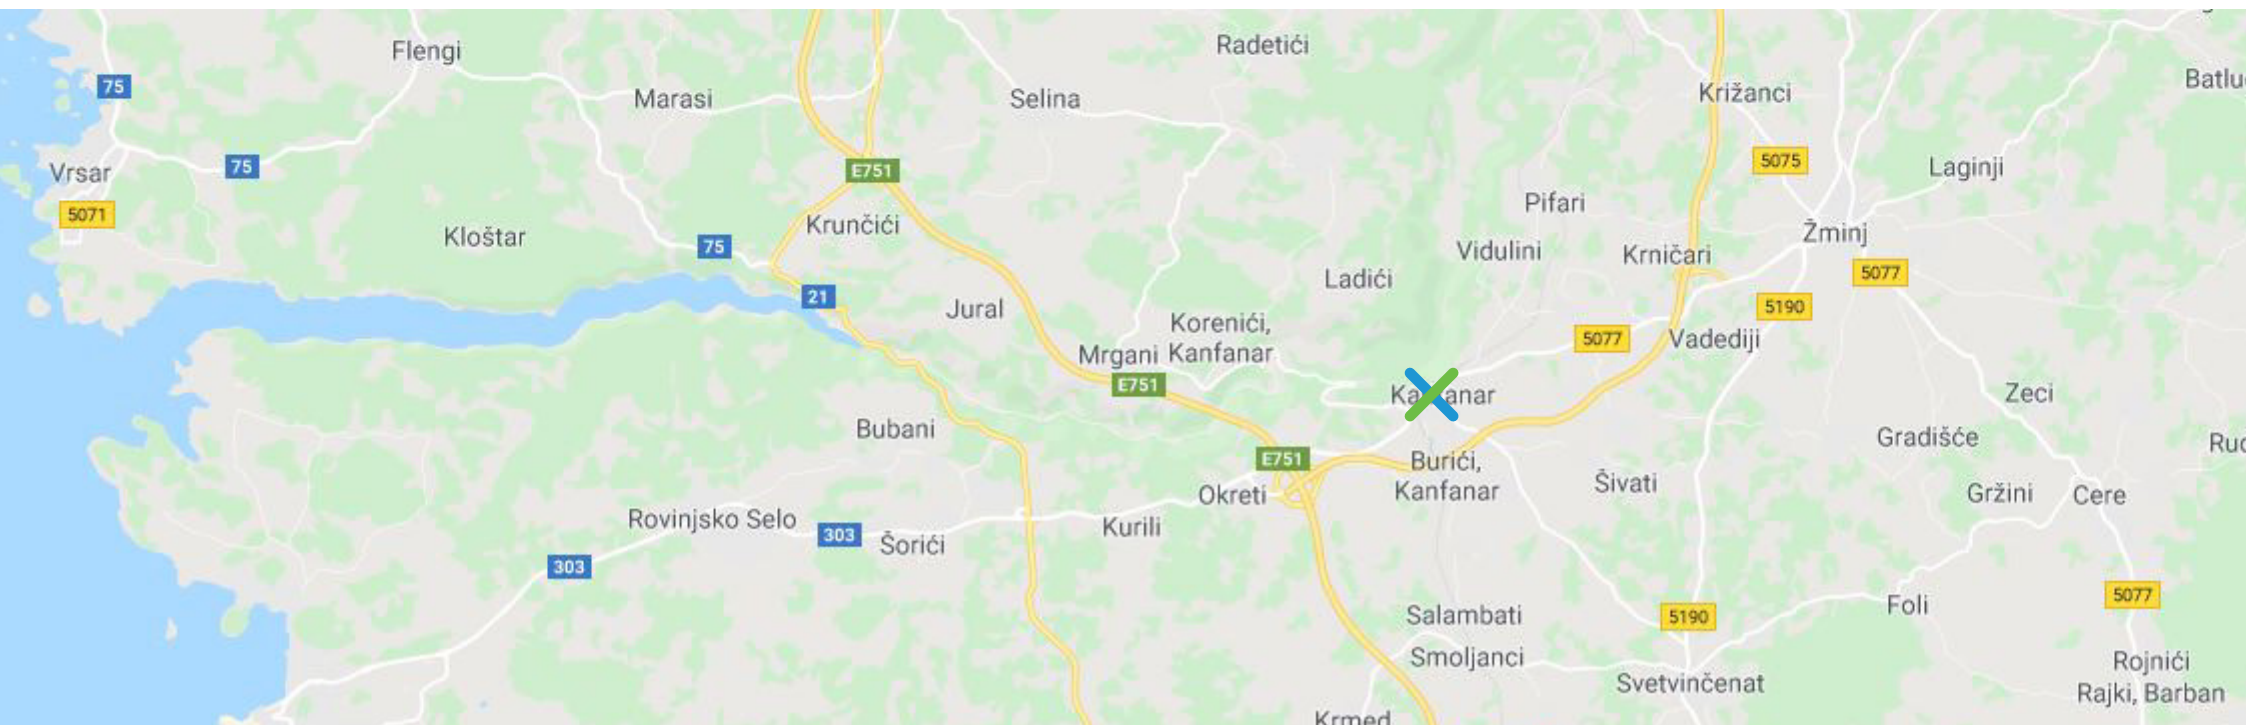 Flengi
Radetići
75
Marasi
Selina
Križanci
Batlu
75
E751
5075
Laginji
Vrsar
5071
Pifari
Krunčići
Kloštar
75
Vidulini
Krničari
Žminj
Ladići
5077
21
Jural
5190
Korenići,
Kanfanar
Mrgani
5077
Vadediji
E751
Zeci
Bubani
Gradišće
E751
Burići,
Kanfanar
Okreti
Šivati
Gržini
Cere
Rovinjsko Selo
303
Šorići
Kurili
303
5077
Salambati
5190
Foli
Smoljanci
Svetvinčenat
Rojnići
Rajki, Barban
Krmed